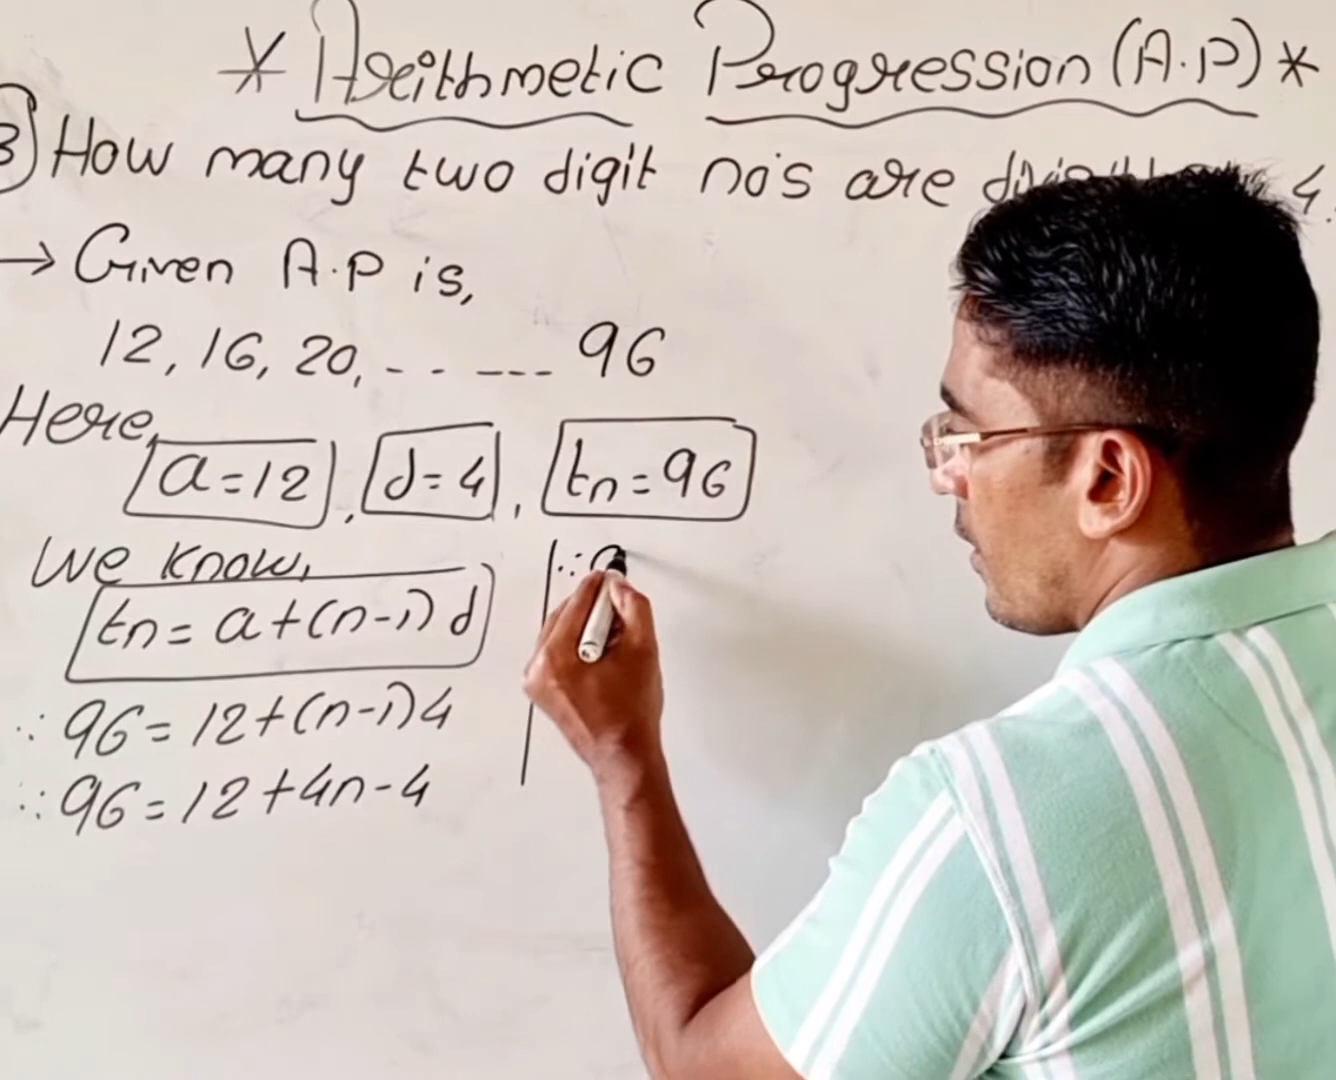 * Arithmetic Progression (A.P) *
3) How many two digit no's are 4.
→ Given A.P is,
12, 16, 20, - - --- 96
Here,
a=12, d=4, tn=96
We know,
tn = a+(n-1)d
∴ 96 = 12+(n-1)4
∴ 96 = 12+4n-4
∴